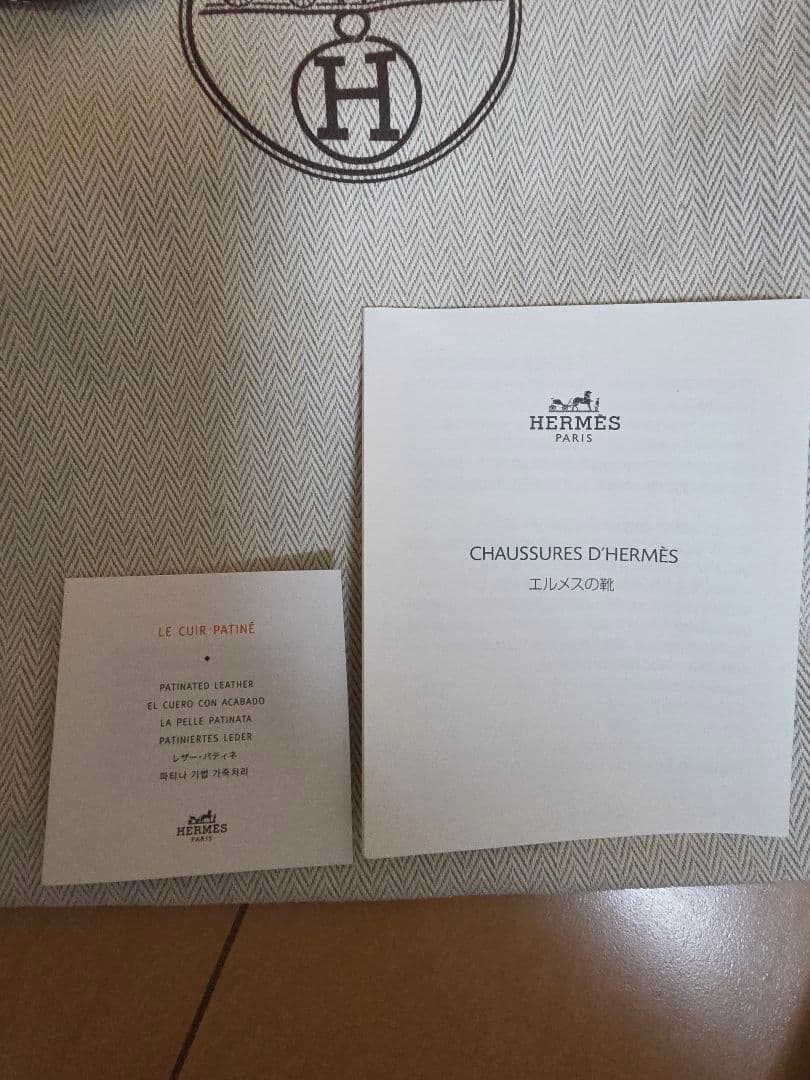 H
HERMÈS
PARIS
CHAUSSURES D'HERMÈS
エルメスの靴
LE CUIR PATINÉ
PATINATED LEATHER
EL CUERO CON ACABADO
LA PELLE PATINATA
PATINIERTES LEDER
レザー・パティネ
파티나 기법 가죽처리
HERMÈS
PARIS